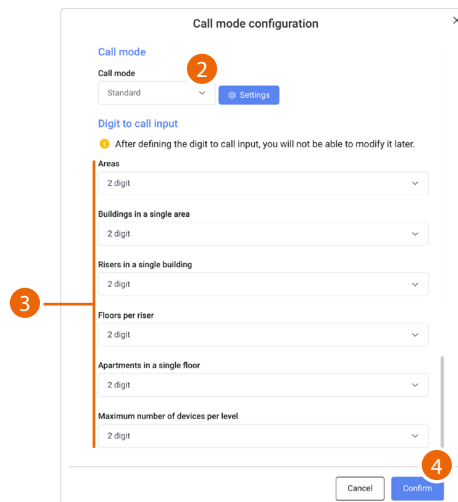 Call mode configuration
Call mode
2
Call mode
Standard
Settings
Digit to call input
After defining the digit to call input, you will not be able to modify it later.
Areas
2 digit
Buildings in a single area
2 digit
Risers in a single building
2 digit
3
Floors per riser
2 digit
Apartments in a single floor
2 digit
Maximum number of devices per level
2 digit
4
Cancel
Confirm